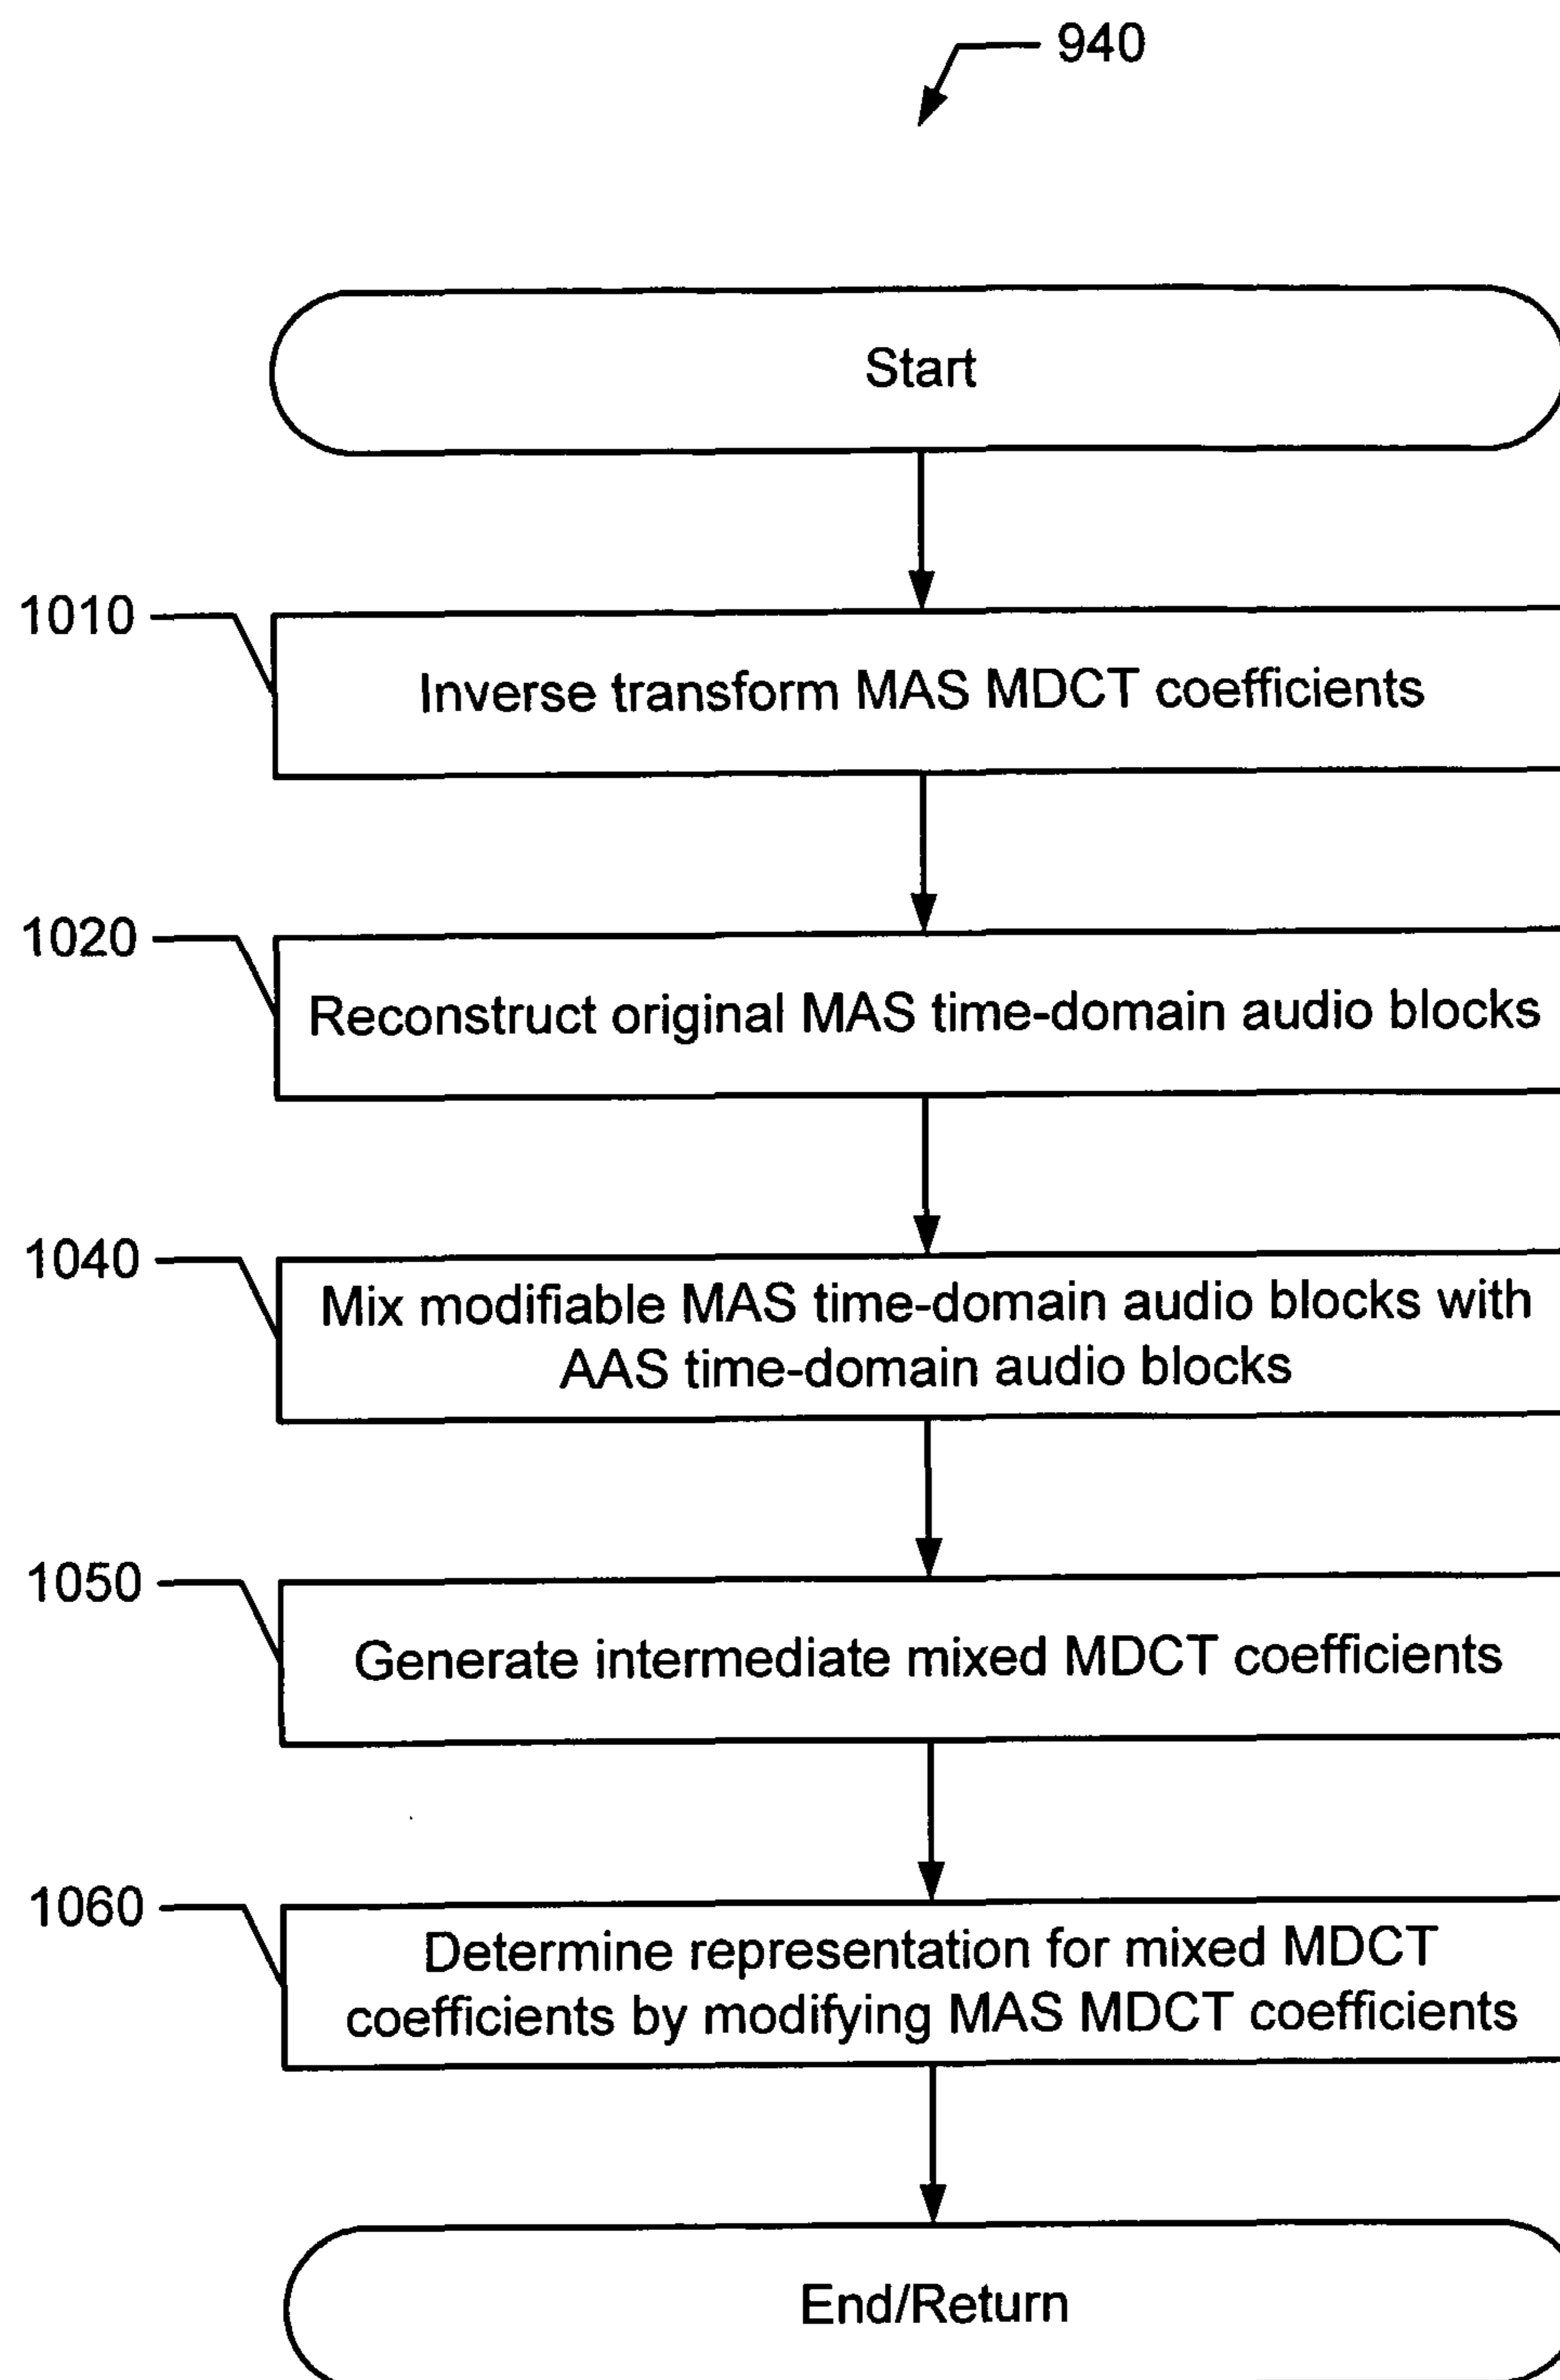 940
Start
1010
Inverse transform MAS MDCT coefficients
1020
Reconstruct original MAS time-domain audio blocks
1040
Mix modifiable MAS time-domain audio blocks with
AAS time-domain audio blocks
1050
Generate intermediate mixed MDCT coefficients
1060
Determine representation for mixed MDCT
coefficients by modifying MAS MDCT coefficients
End/Return